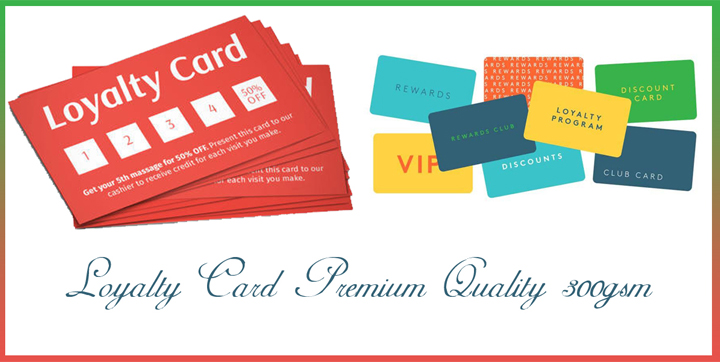 Loyalty Card
1 2 3 4 50% OFF
Get your 5th massage for 50% OFF. Present this card to our
cashier to receive credit for each visit you make.
this card to our
for each visit you make.
REWARDS
REWARDS REWARDS REWARDS
DISCOUNT
CARD
REWARDS CLUB
LOYALTY
PROGRAM
VIP
DISCOUNTS
CLUB CARD
Loyalty Card Premium Quality 300gsm